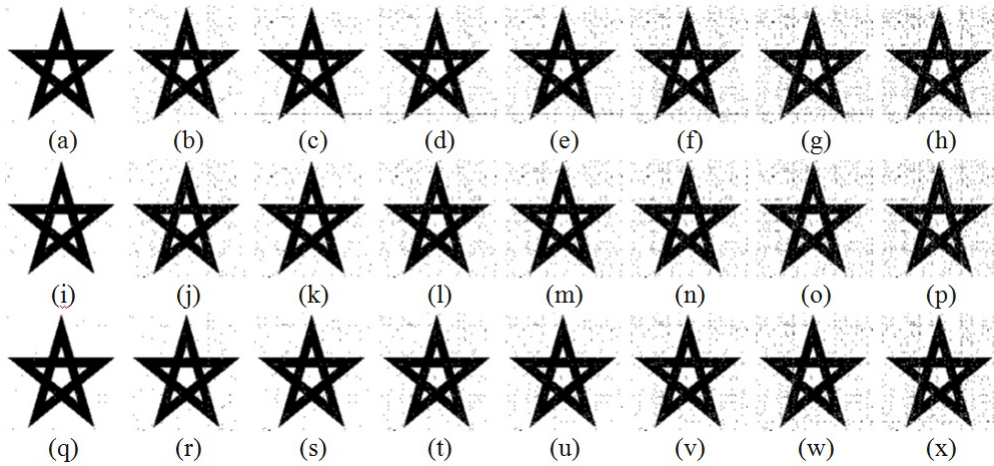 (a) (b) (c) (d) (e) (f) (g) (h)
(i) (j) (k) (l) (m) (n) (o) (p)
(q) (r) (s) (t) (u) (v) (w) (x)